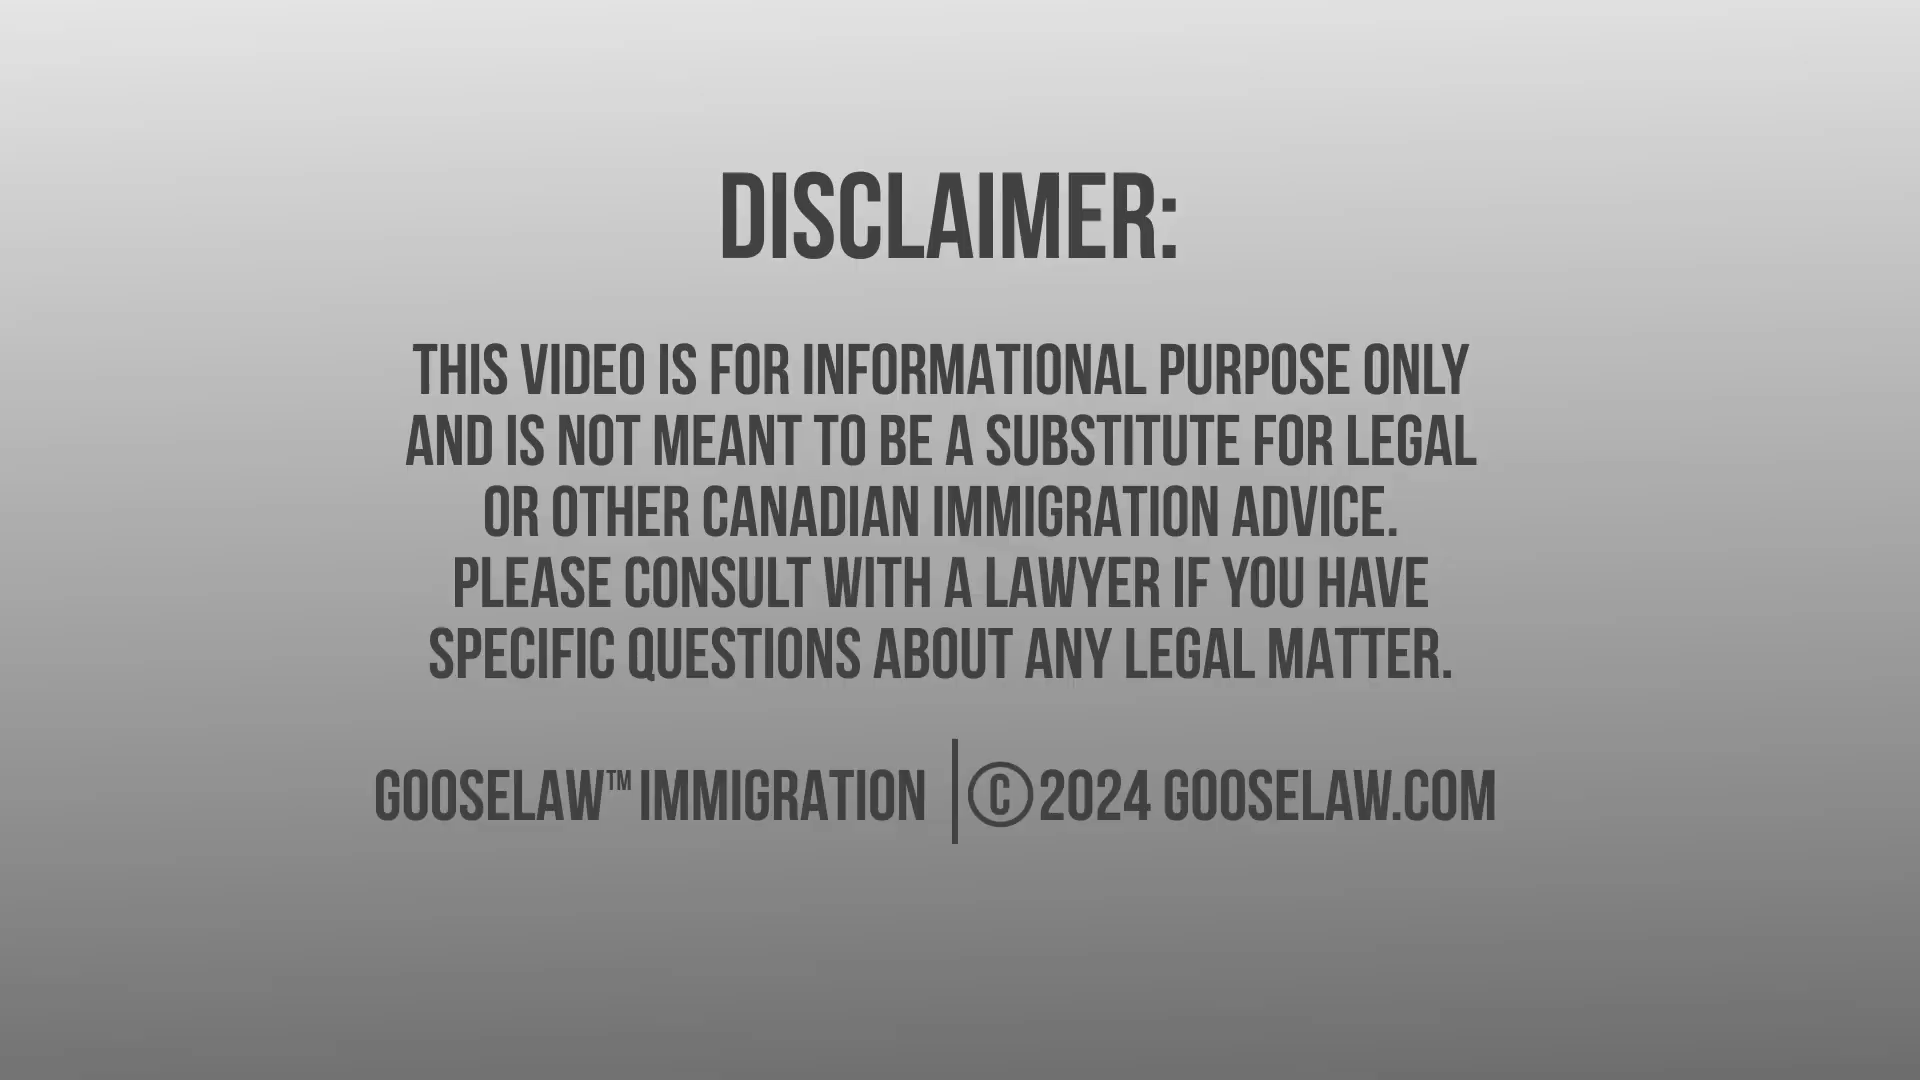 DISCLAIMER:
THIS VIDEO IS FOR INFORMATIONAL PURPOSE ONLY
AND IS NOT MEANT TO BE A SUBSTITUTE FOR LEGAL
OR OTHER CANADIAN IMMIGRATION ADVICE.
PLEASE CONSULT WITH A LAWYER IF YOU HAVE
SPECIFIC QUESTIONS ABOUT ANY LEGAL MATTER.
GOOSELAW™ IMMIGRATION | © 2024 GOOSELAW.COM